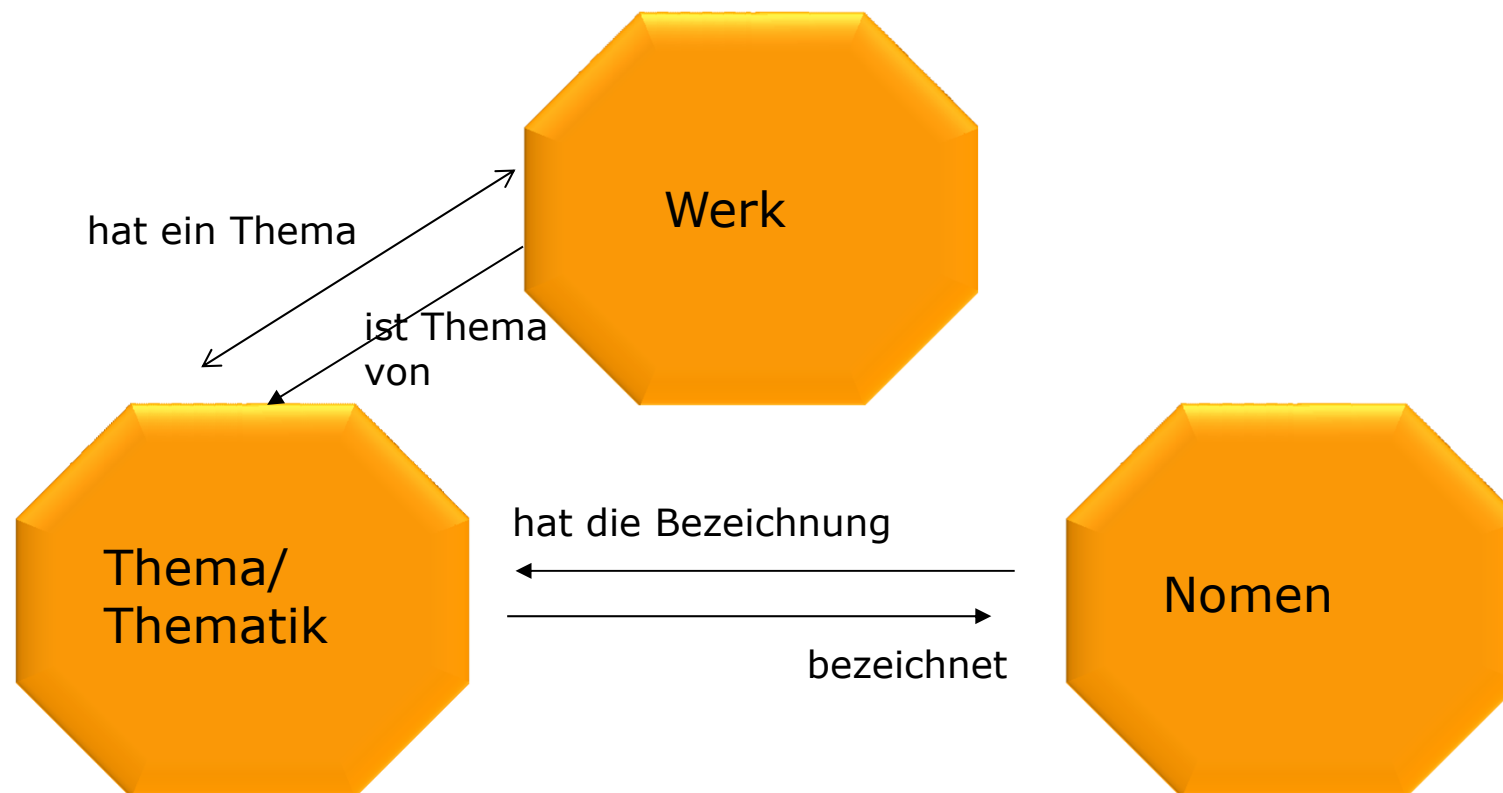 Werk
hat ein Thema
ist Thema
von
hat die Bezeichnung
Thema/
Thematik
Nomen
bezeichnet